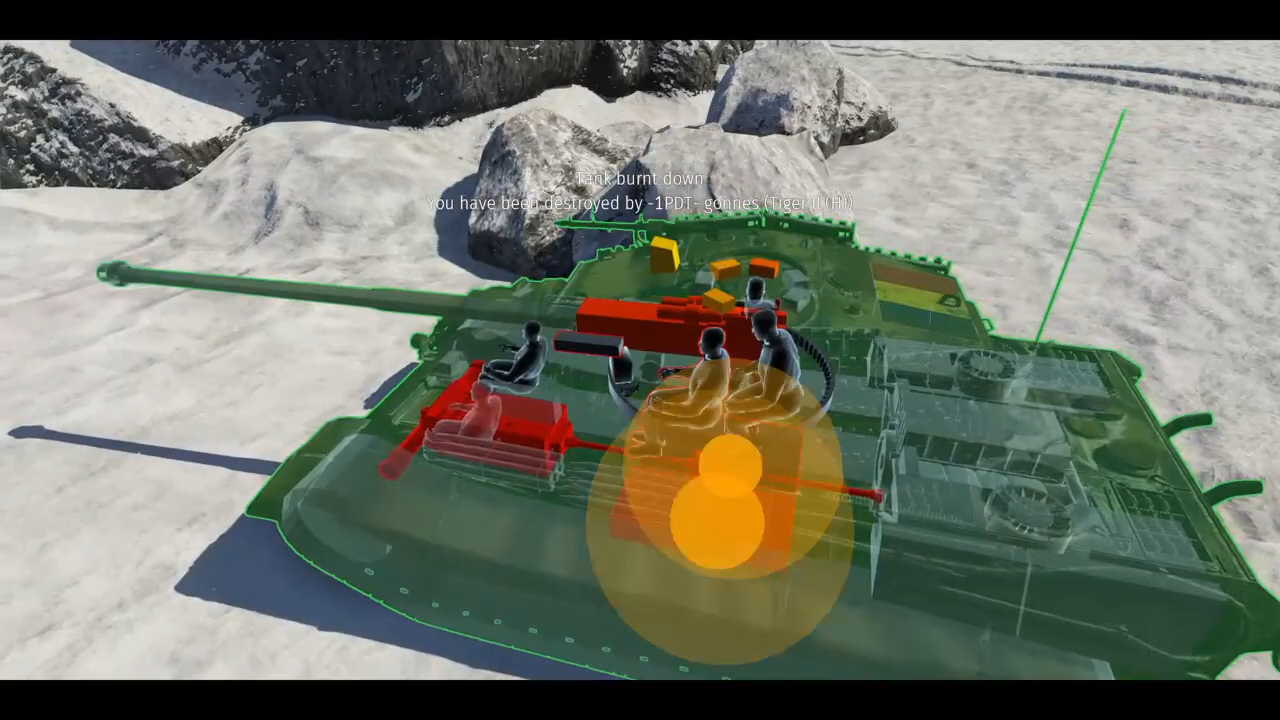 Tank burnt down
You have been destroyed by -1PDT- gonnes (Tiger II (H))